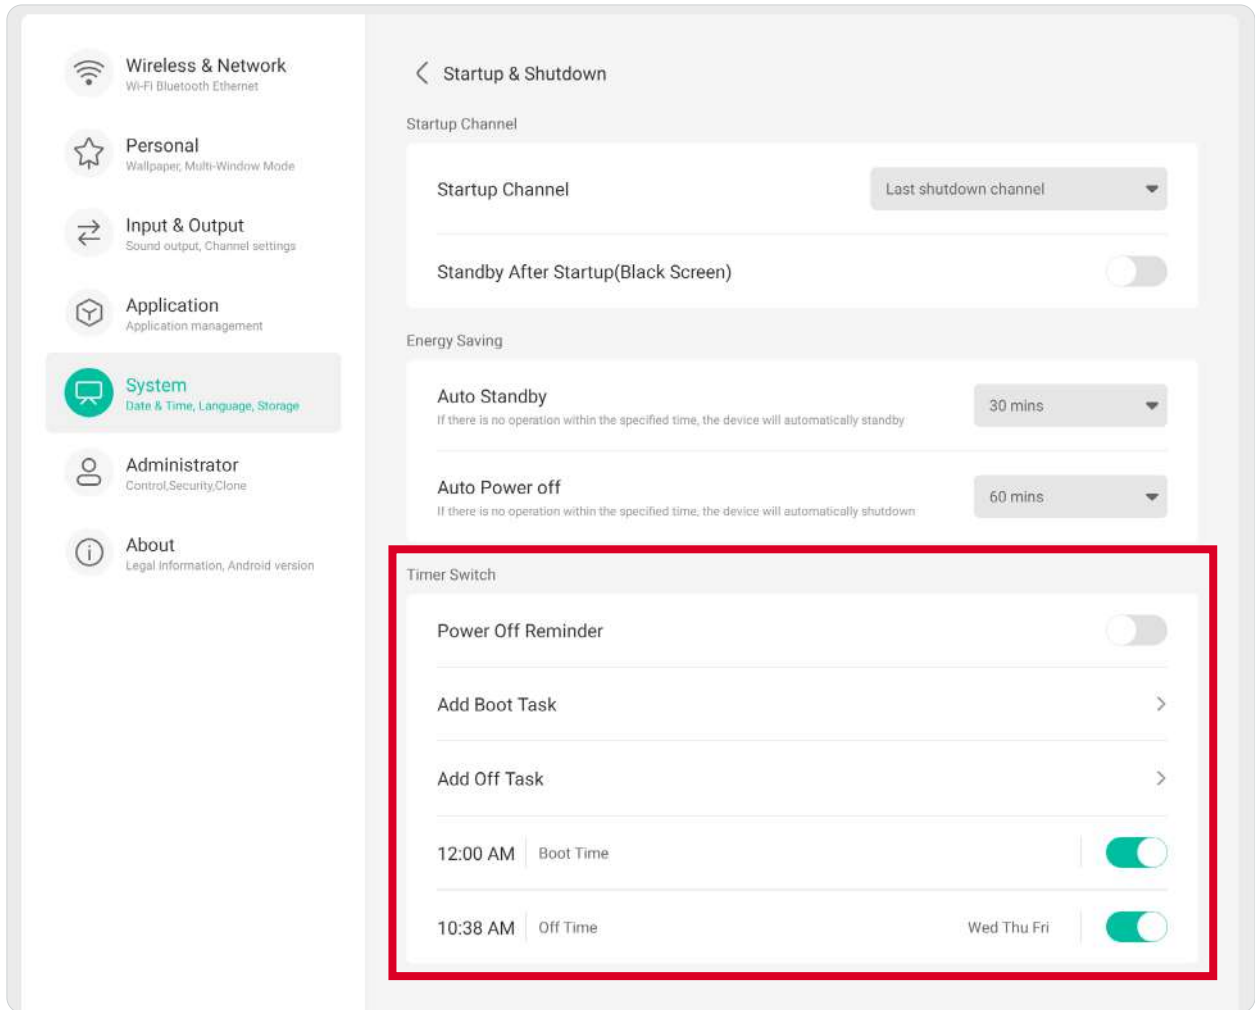 Wireless & Network
Wi-Fi Bluetooth Ethernet
Personal
Wallpaper, Multi-Window Mode
Input & Output
Sound output, Channel settings
Application
Application management
System
Date & Time, Language, Storage
Administrator
Control,Security,Clone
About
Legal Information, Android version
Startup & Shutdown
Startup Channel
Startup Channel
Last shutdown channel
Standby After Startup(Black Screen)
Energy Saving
Auto Standby
If there is no operation within the specified time, the device will automatically standby
30 mins
Auto Power off
If there is no operation within the specified time, the device will automatically shutdown
60 mins
Timer Switch
Power Off Reminder
Add Boot Task
Add Off Task
12:00 AM Boot Time
10:38 AM Off Time Wed Thu Fri